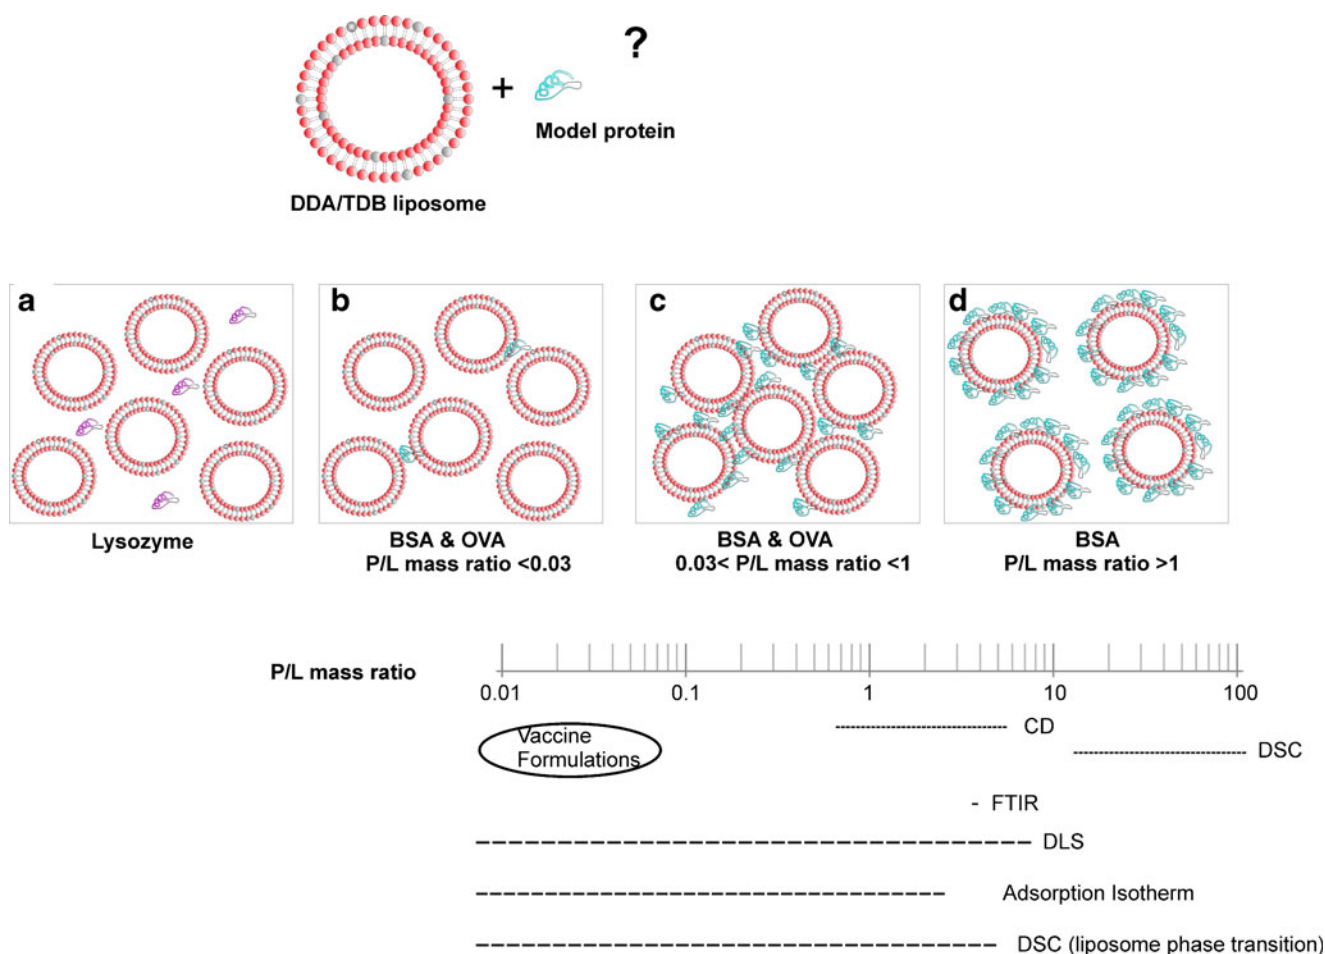 ?
+
Model protein
DDA/TDB liposome
a
b
c
d
Lysozyme
BSA & OVA
P/L mass ratio <0.03
BSA & OVA
0.03< P/L mass ratio <1
BSA
P/L mass ratio >1
P/L mass ratio
0.01 0.1 1 10 100
CD
Vaccine
Formulations
DSC
FTIR
DLS
Adsorption Isotherm
DSC (liposome phase transition)